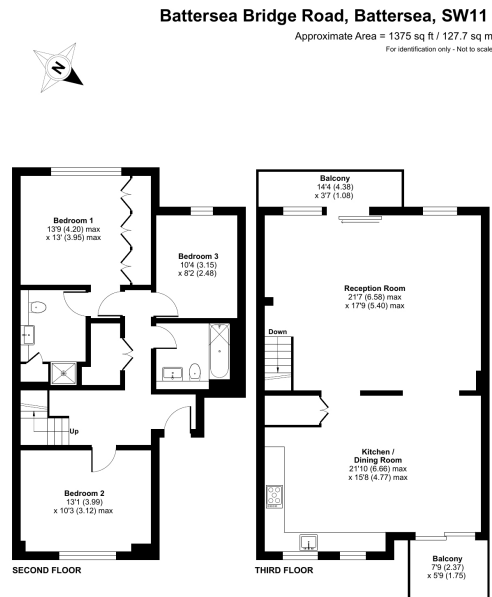 Battersea Bridge Road, Battersea, SW11
Approximate Area = 1375 sq ft / 127.7 sq m
For identification only - Not to scale
N
Bedroom 1
13'9 (4.20) max
x 13' (3.95) max
Bedroom 3
10'4 (3.15)
x 8'2 (2.48)
Up
Bedroom 2
13'1 (3.99)
x 10'3 (3.12) max
SECOND FLOOR
Balcony
14'4 (4.38)
x 3'7 (1.08)
Reception Room
21'7 (6.58) max
x 17'9 (5.40) max
Down
Kitchen /
Dining Room
21'10 (6.66) max
x 15'8 (4.77) max
Balcony
7'9 (2.37)
x 5'9 (1.75)
THIRD FLOOR